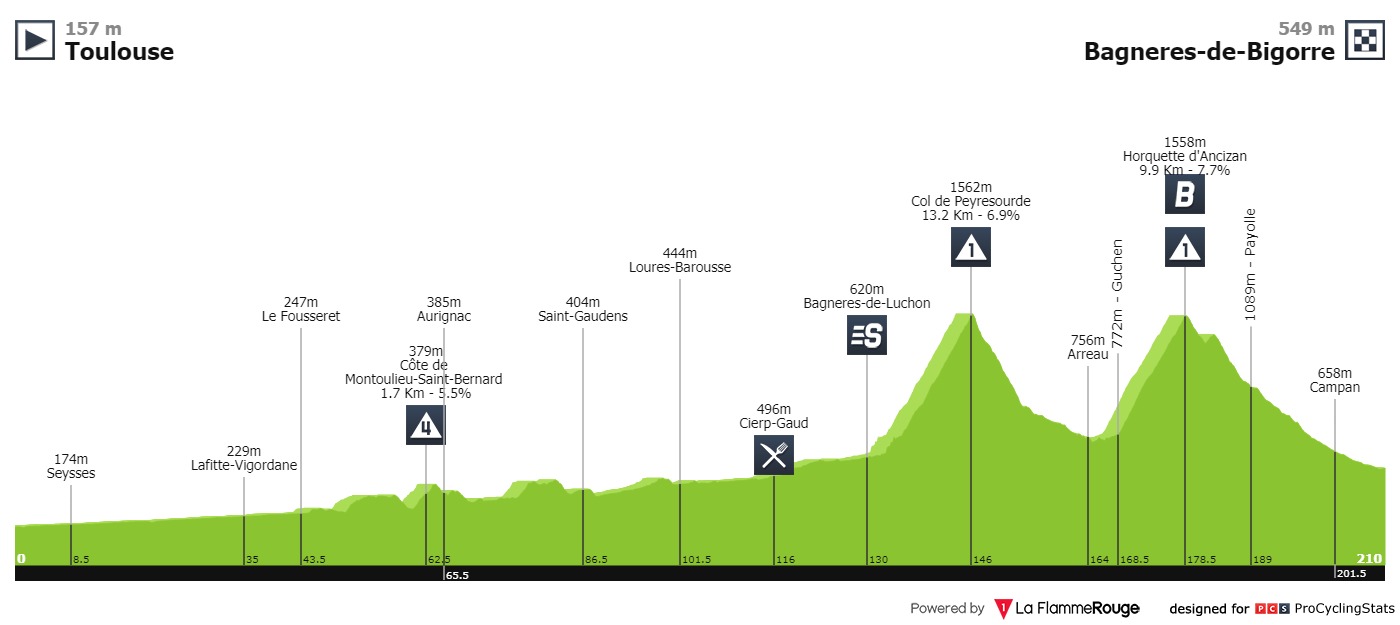 157 m
Toulouse
549 m
Bagneres-de-Bigorre
1558m
Horquette d'Ancizan
9.9 Km - 7.7%
B
1
1562m
Col de Peyresourde
13.2 Km - 6.9%
1
1089m - Payolle
772m - Guchen
444m
Loures-Barousse
620m
Bagneres-de-Luchon
S
247m
Le Fousseret
385m
Aurignac
404m
Saint-Gaudens
379m
Côte de
Montoulieu-Saint-Bernard
1.7 Km - 5.5%
4
756m
Arreau
658m
Campan
496m
Cierp-Gaud
229m
Lafitte-Vigordane
174m
Seysses
0 8.5 35 43.5 62.5 86.5 101.5 116 130 146 164 168.5 178.5 189 210
65.5 201.5
Powered by 1 La FlammeRouge designed for PCS ProCyclingStats